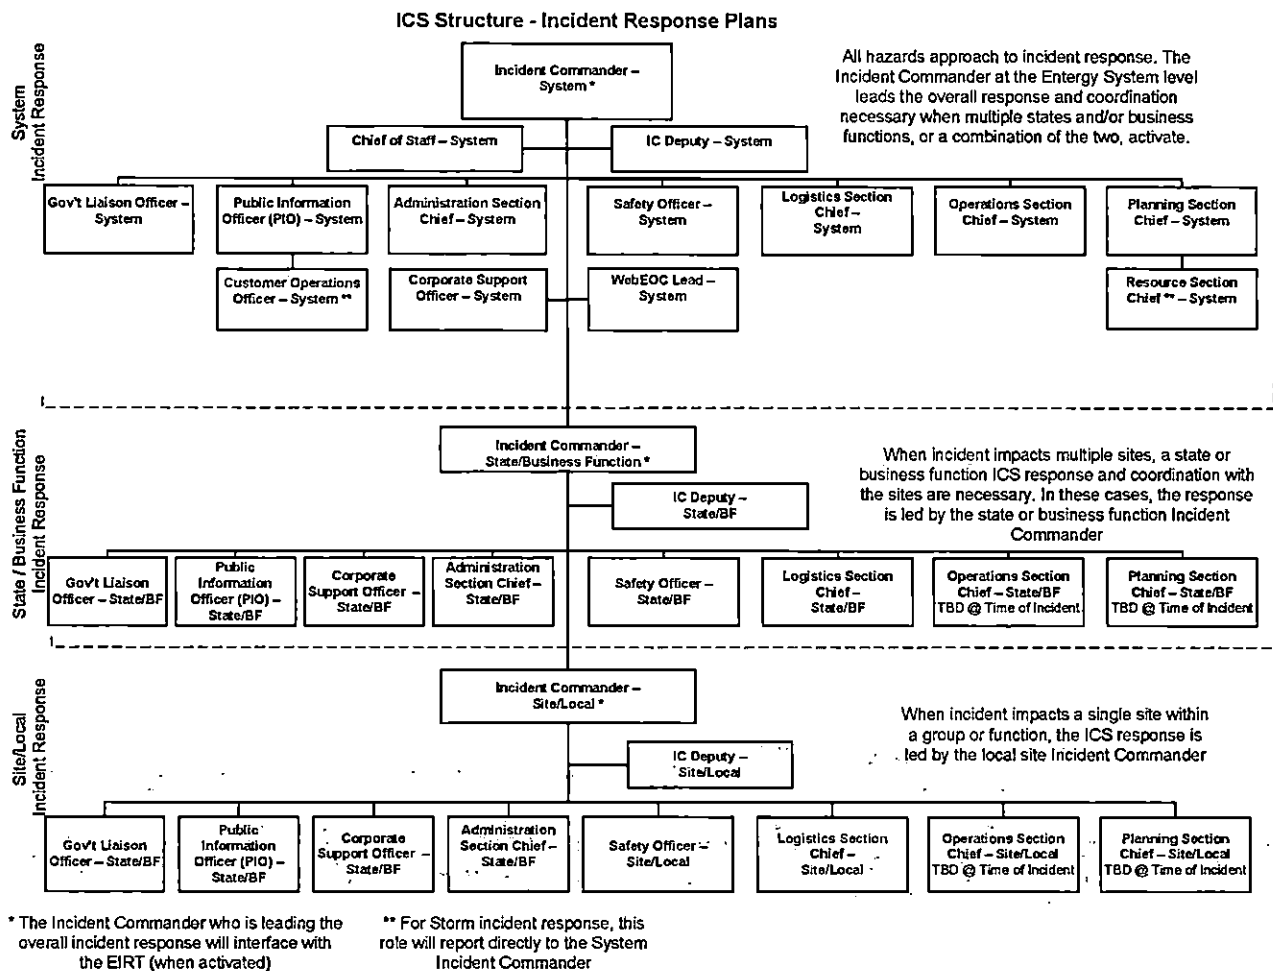 ICS Structure - Incident Response Plans
System
Incident Response
Incident Commander –
System *
All hazards approach to incident response. The
Incident Commander at the Entergy System level
leads the overall response and coordination
necessary when multiple states and/or business
functions, or a combination of the two, activate.
Chief of Staff – System
IC Deputy – System
Gov't Liaison Officer –
System
Public Information
Officer (PIO) – System
Administration Section
Chief – System
Safety Officer –
System
Logistics Section
Chief –
System
Operations Section
Chief – System
Planning Section
Chief – System
Customer Operations
Officer – System **
Corporate Support
Officer – System
WebEOC Lead –
System
Resource Section
Chief ** – System
State / Business Function
Incident Response
Incident Commander –
State/Business Function *
When incident impacts multiple sites, a state or
business function ICS response and coordination with
the sites are necessary. In these cases, the response
is led by the state or business function Incident
Commander
IC Deputy –
State/BF
Gov't Liaison
Officer – State/BF
Public
Information
Officer (PIO) –
State/BF
Corporate
Support Officer –
State/BF
Administration
Section Chief –
State/BF
Safety Officer –
State/BF
Logistics Section
Chief –
State/BF
Operations Section
Chief – State/BF
TBD @ Time of Incident
Planning Section
Chief – State/BF
TBD @ Time of Incident
Site/Local
Incident Response
Incident Commander –
Site/Local *
When incident impacts a single site within
a group or function, the ICS response is
led by the local site Incident Commander
IC Deputy –
Site/Local
Gov't Liaison
Officer – State/BF
Public
Information
Officer (PIO) –
State/BF
Corporate
Support Officer –
State/BF
Administration
Section Chief –
State/BF
Safety Officer –
Site/Local
Logistics Section
Chief –
Site/Local
Operations Section
Chief – Site/Local
TBD @ Time of Incident
Planning Section
Chief – Site/Local
TBD @ Time of Incident
* The Incident Commander who is leading the
overall incident response will interface with
the EIRT (when activated)
** For Storm incident response, this
role will report directly to the System
Incident Commander